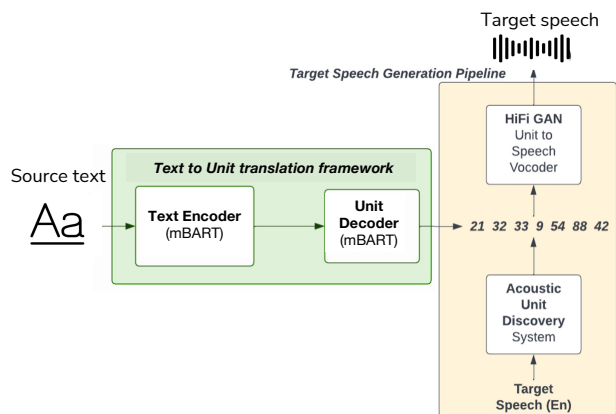 Target speech
Target Speech Generation Pipeline
HiFi GAN
Unit to
Speech
Vocoder
Text to Unit translation framework
Source text
Aa
Text Encoder
(mBART)
Unit
Decoder
(mBART)
21 32 33 9 54 88 42
Acoustic
Unit
Discovery
System
Target
Speech (En)